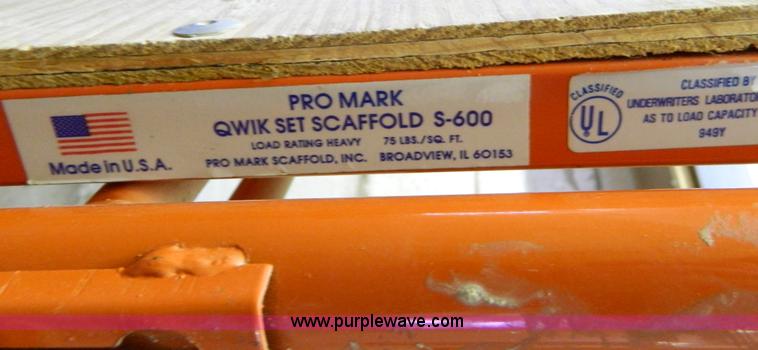 PRO MARK
QWIK SET SCAFFOLD S-600
LOAD RATING HEAVY 75 LBS./SQ. FT.
PRO MARK SCAFFOLD, INC. BROADVIEW, IL 60153
Made in U.S.A.
CLASSIFIED
UL
CLASSIFIED BY
UNDERWRITERS LABORATO
AS TO LOAD CAPACITY
949Y
www.purplewave.com